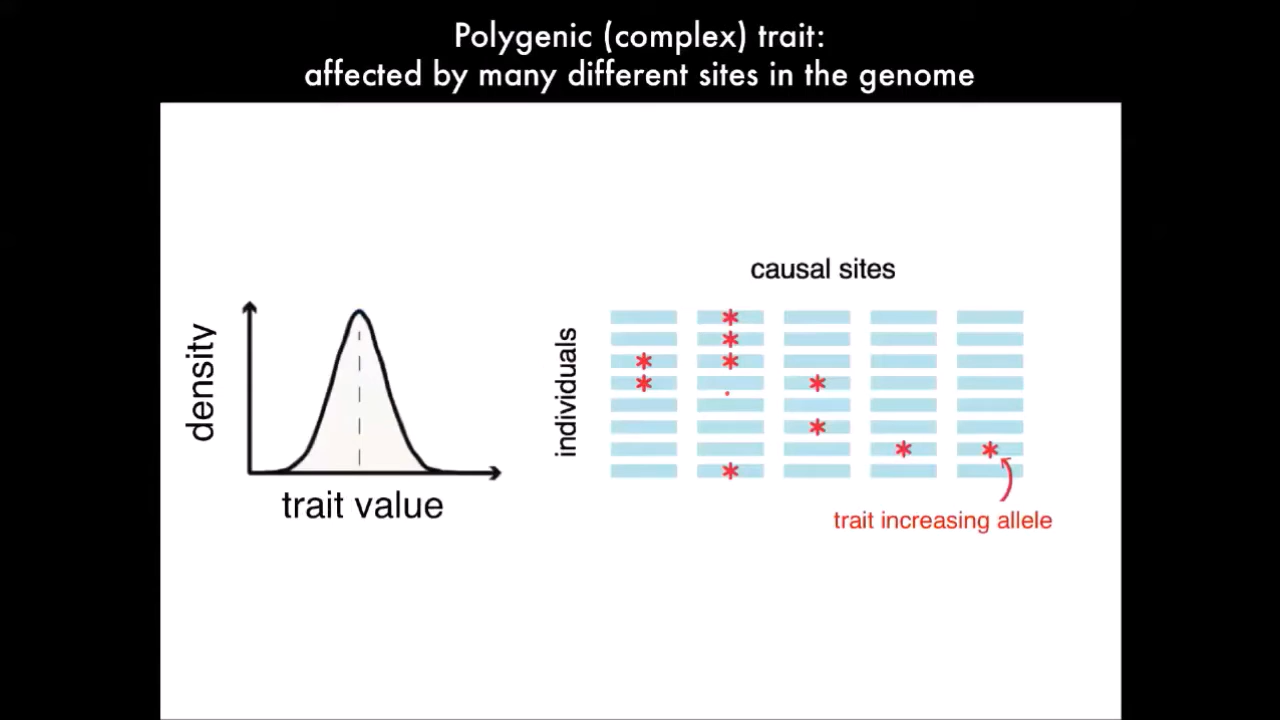 Polygenic (complex) trait:
affected by many different sites in the genome
density
trait value
causal sites
individuals
trait increasing allele